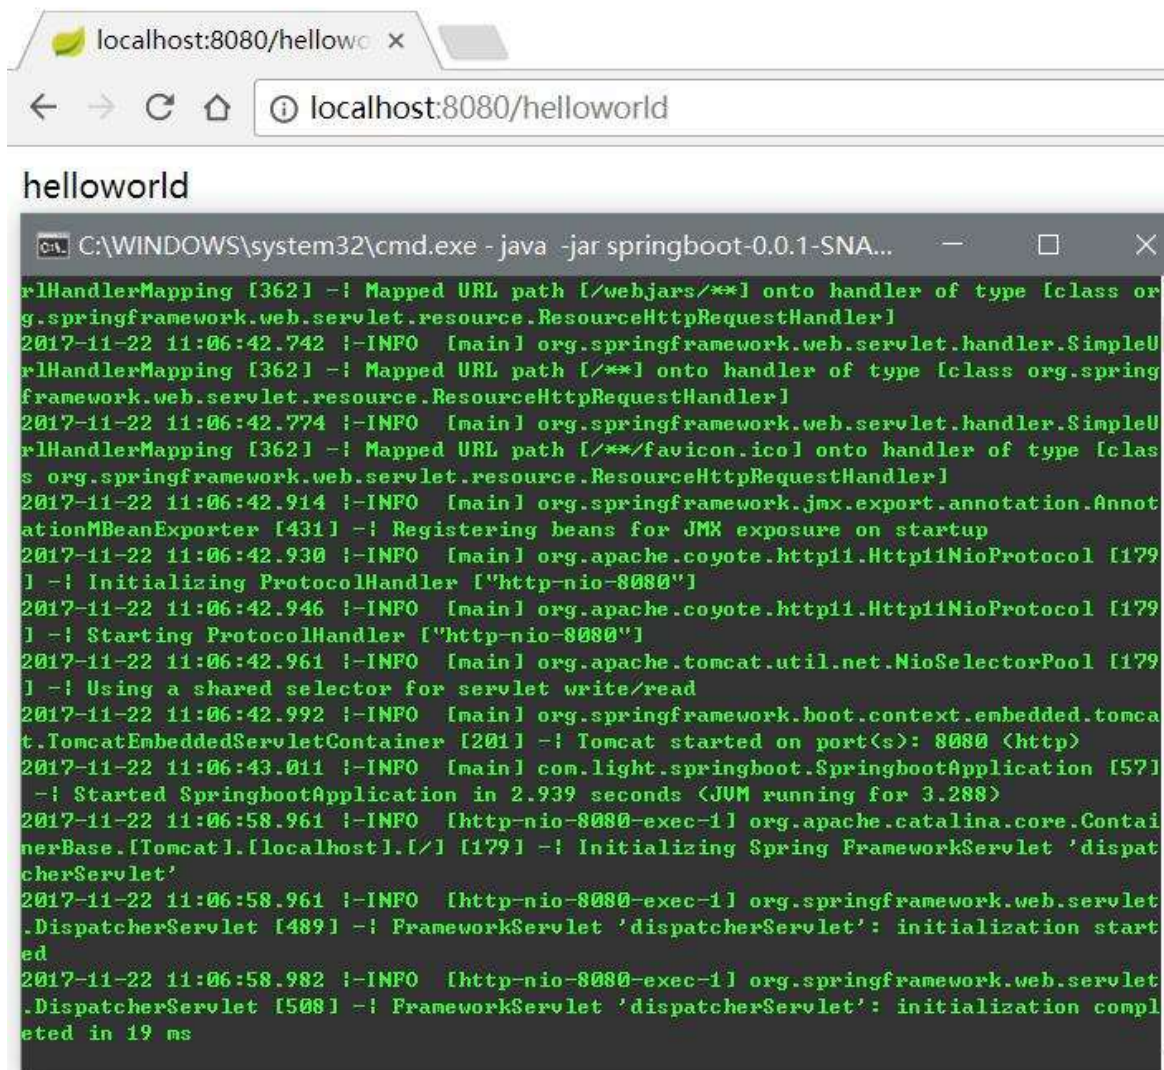 localhost:8080/hellowo
localhost:8080/helloworld
helloworld
C:\WINDOWS\system32\cmd.exe - java  -jar springboot-0.0.1-SNA...
rlHandlerMapping [362] -| Mapped URL path [/webjars/**] onto handler of type [class or
g.springframework.web.servlet.resource.ResourceHttpRequestHandler]
2017-11-22 11:06:42.742 |-INFO  [main] org.springframework.web.servlet.handler.SimpleU
rlHandlerMapping [362] -| Mapped URL path [/**] onto handler of type [class org.spring
framework.web.servlet.resource.ResourceHttpRequestHandler]
2017-11-22 11:06:42.774 |-INFO  [main] org.springframework.web.servlet.handler.SimpleU
rlHandlerMapping [362] -| Mapped URL path [/**/favicon.ico] onto handler of type [clas
s org.springframework.web.servlet.resource.ResourceHttpRequestHandler]
2017-11-22 11:06:42.914 |-INFO  [main] org.springframework.jmx.export.annotation.Annot
ationMBeanExporter [431] -| Registering beans for JMX exposure on startup
2017-11-22 11:06:42.930 |-INFO  [main] org.apache.coyote.http11.Http11NioProtocol [179
] -| Initializing ProtocolHandler ["http-nio-8080"]
2017-11-22 11:06:42.946 |-INFO  [main] org.apache.coyote.http11.Http11NioProtocol [179
] -| Starting ProtocolHandler ["http-nio-8080"]
2017-11-22 11:06:42.961 |-INFO  [main] org.apache.tomcat.util.net.NioSelectorPool [179
] -| Using a shared selector for servlet write/read
2017-11-22 11:06:42.992 |-INFO  [main] org.springframework.boot.context.embedded.tomca
t.TomcatEmbeddedServletContainer [201] -| Tomcat started on port(s): 8080 (http)
2017-11-22 11:06:43.011 |-INFO  [main] com.light.springboot.SpringbootApplication [57]
 -| Started SpringbootApplication in 2.939 seconds (JVM running for 3.288)
2017-11-22 11:06:58.961 |-INFO  [http-nio-8080-exec-1] org.apache.catalina.core.Contai
nerBase.[Tomcat].[localhost].[/] [179] -| Initializing Spring FrameworkServlet 'dispat
cherServlet'
2017-11-22 11:06:58.961 |-INFO  [http-nio-8080-exec-1] org.springframework.web.servlet
.DispatcherServlet [489] -| FrameworkServlet 'dispatcherServlet': initialization start
ed
2017-11-22 11:06:58.982 |-INFO  [http-nio-8080-exec-1] org.springframework.web.servlet
.DispatcherServlet [508] -| FrameworkServlet 'dispatcherServlet': initialization compl
eted in 19 ms